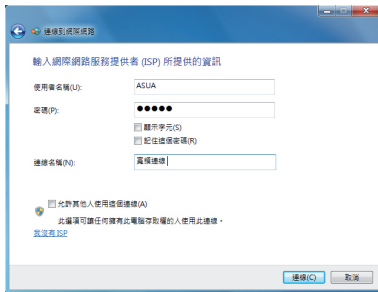 連線到網際網路
輸入網際網路服務提供者 (ISP) 所提供的資訊
使用者名稱(U):
ASUA
密碼(P):
●●●●●
顯示字元(S)
記住這個密碼(R)
連線名稱(N):
寬頻連線
允許其他人使用這個連線(A)
此選項可讓任何擁有此電腦存取權的人使用此連線。
我沒有 ISP
連線(C)
取消